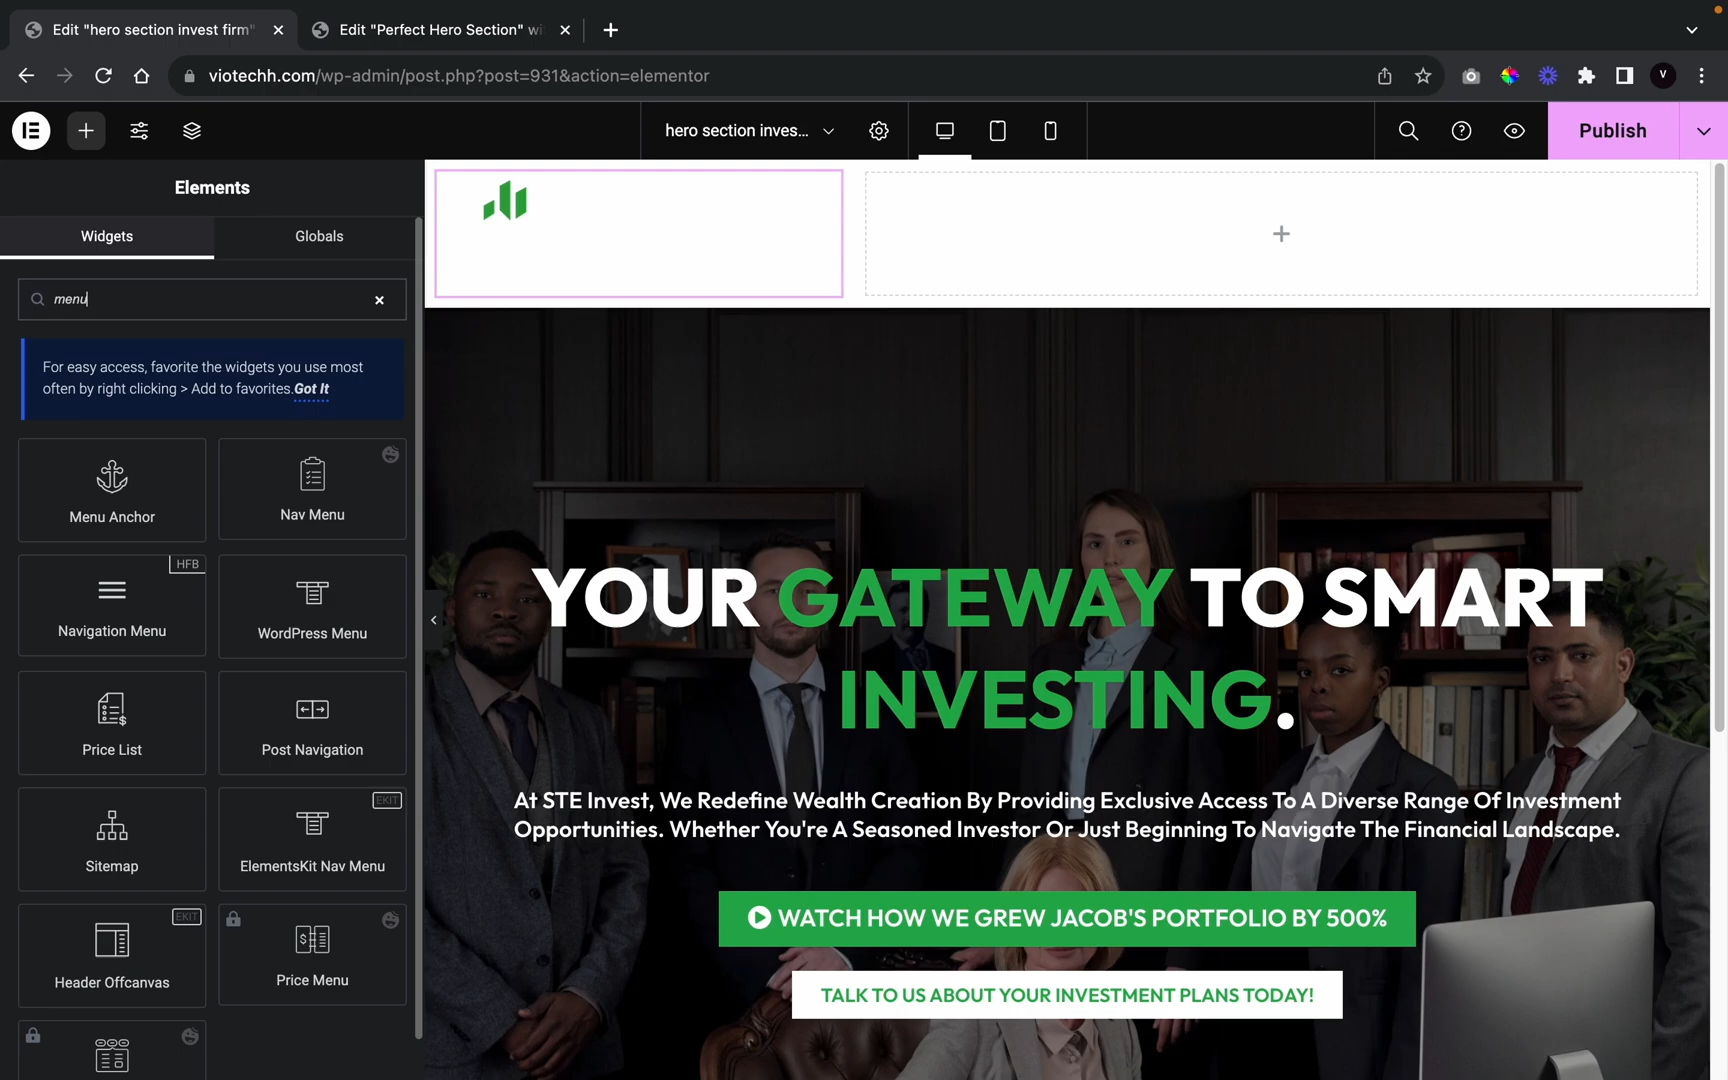 Edit "hero section invest firm"
Edit "Perfect Hero Section" wi
viotechh.com/wp-admin/post.php?post=931&action=elementor
V
hero section inves...
Publish
Elements
Widgets
Globals
menu
For easy access, favorite the widgets you use most
often by right clicking > Add to favorites.Got It
Menu Anchor
Nav Menu
HFB
Navigation Menu
WordPress Menu
Price List
Post Navigation
EKIT
Sitemap
ElementsKit Nav Menu
EKIT
Header Offcanvas
Price Menu
YOUR GATEWAY TO SMART
INVESTING.
At STE Invest, We Redefine Wealth Creation By Providing Exclusive Access To A Diverse Range Of Investment
Opportunities. Whether You're A Seasoned Investor Or Just Beginning To Navigate The Financial Landscape.
WATCH HOW WE GREW JACOB'S PORTFOLIO BY 500%
TALK TO US ABOUT YOUR INVESTMENT PLANS TODAY!